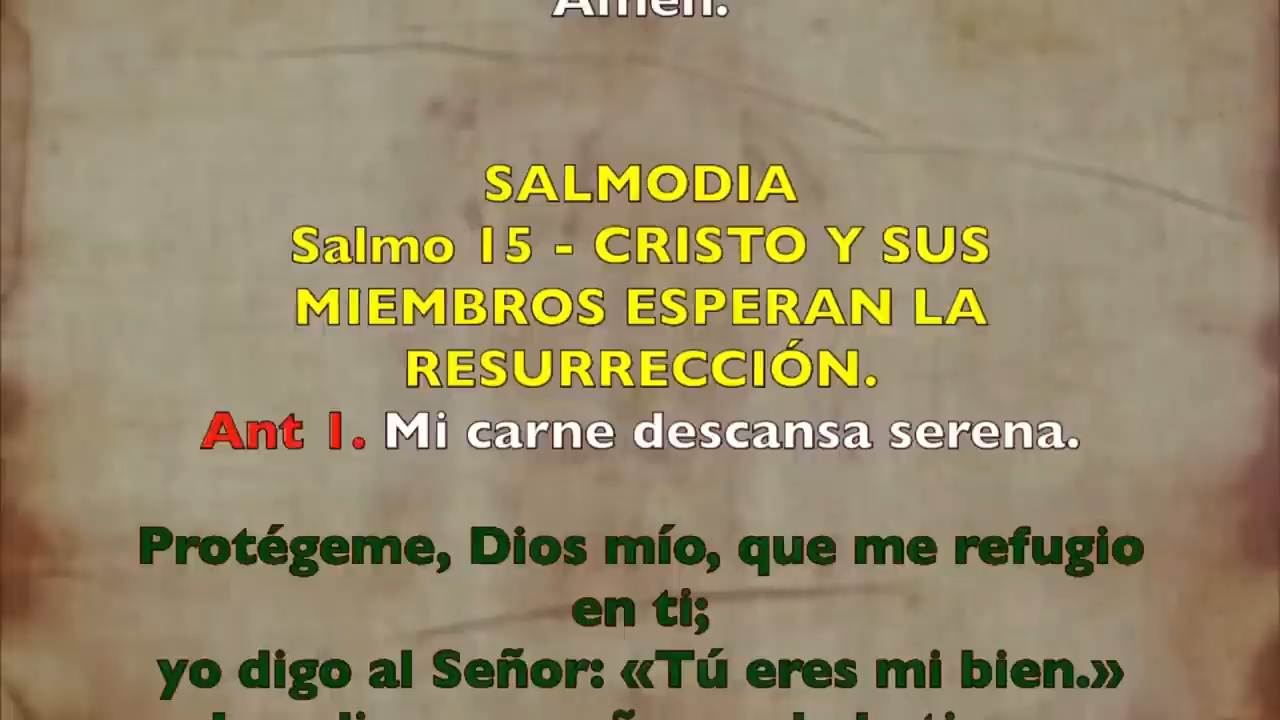 Amén.
SALMODIA
Salmo 15 - CRISTO Y SUS
MIEMBROS ESPERAN LA
RESURRECCIÓN.
Ant 1. Mi carne descansa serena.
Protégeme, Dios mío, que me refugio
en ti;
yo digo al Señor: «Tú eres mi bien.»